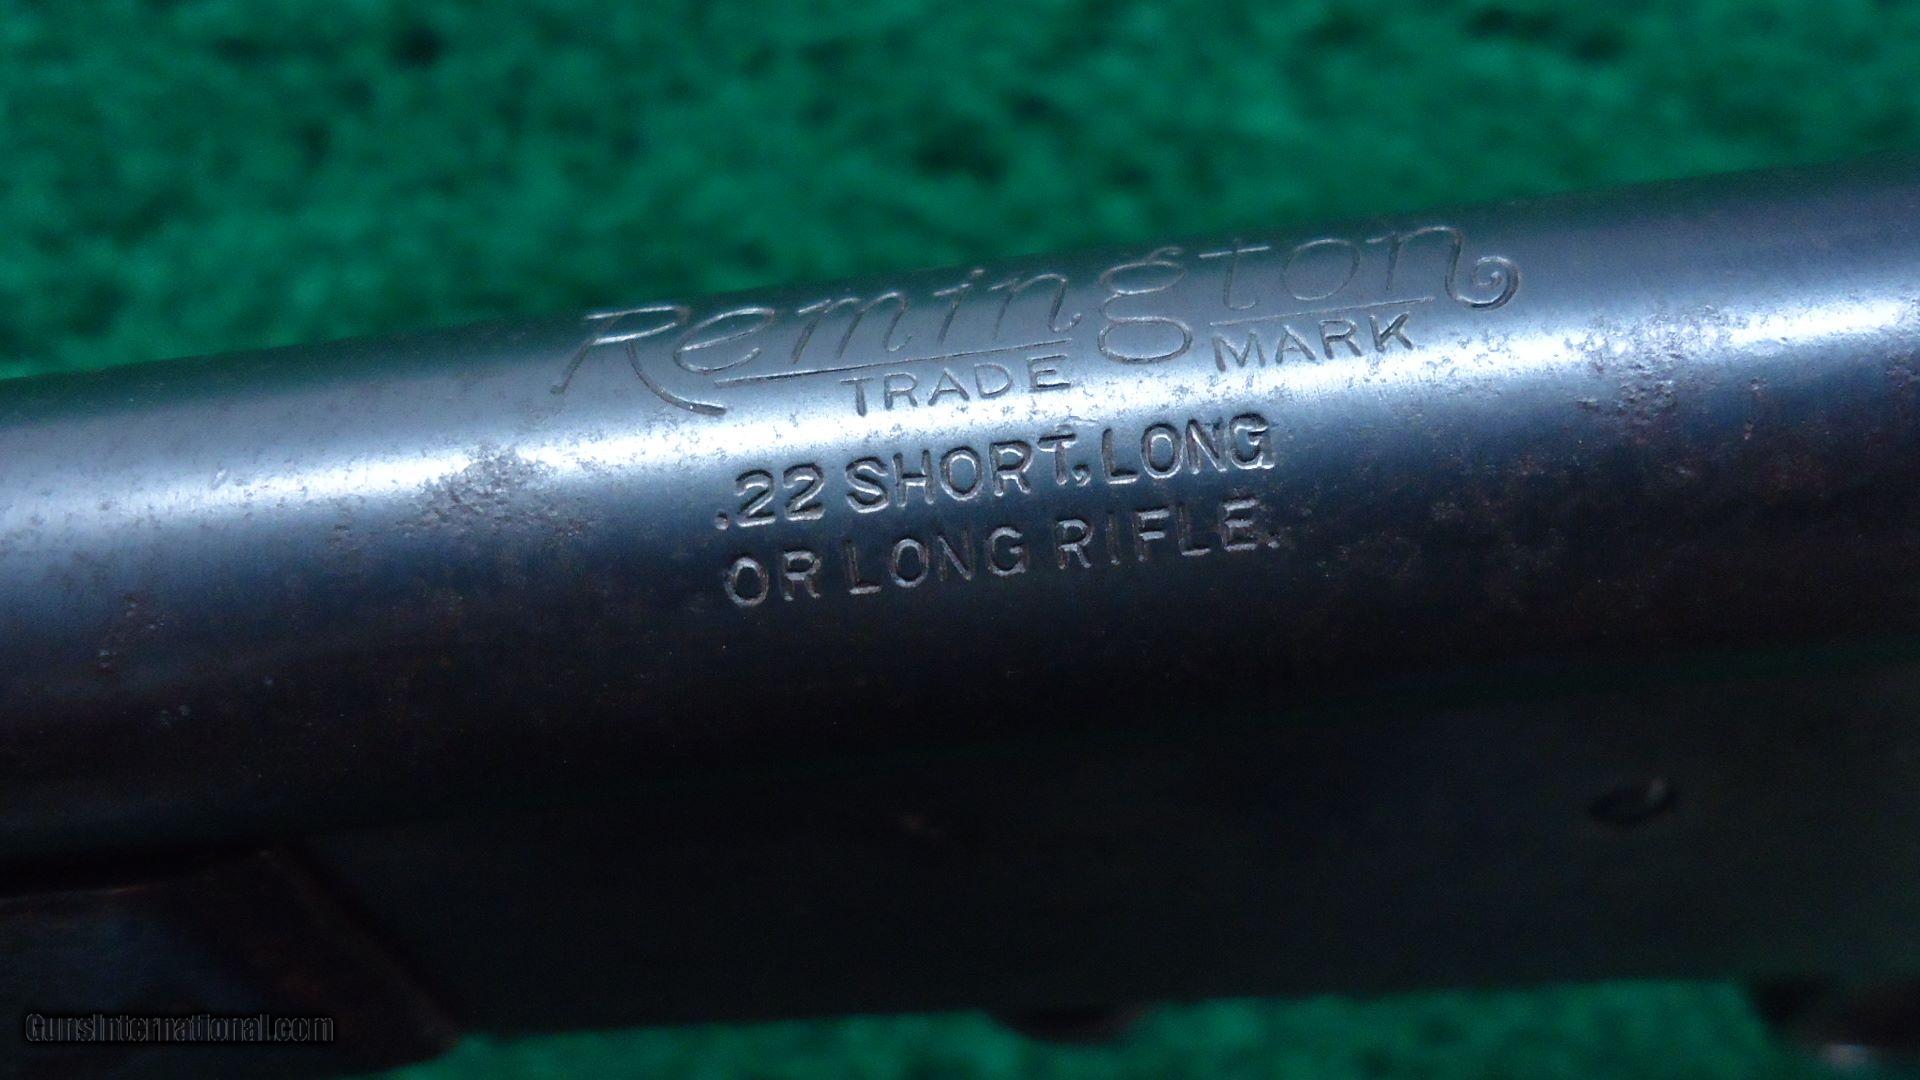 Remington
TRADE MARK
.22 SHORT, LONG
OR LONG RIFLE.
GunsInternational.com